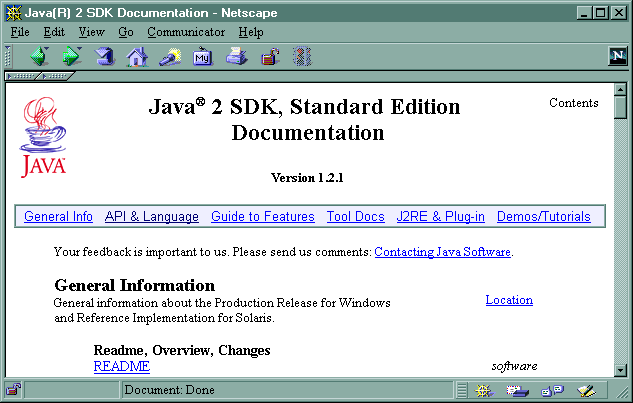 Java(R) 2 SDK Documentation - Netscape
File Edit View Go Communicator Help
My
N
Java® 2 SDK, Standard Edition
Documentation
Contents
JAVA
Version 1.2.1
General Info API & Language Guide to Features Tool Docs J2RE & Plug-in Demos/Tutorials
Your feedback is important to us. Please send us comments: Contacting Java Software.
General Information
General information about the Production Release for Windows
and Reference Implementation for Solaris.
Location
Readme, Overview, Changes
README
software
Document: Done